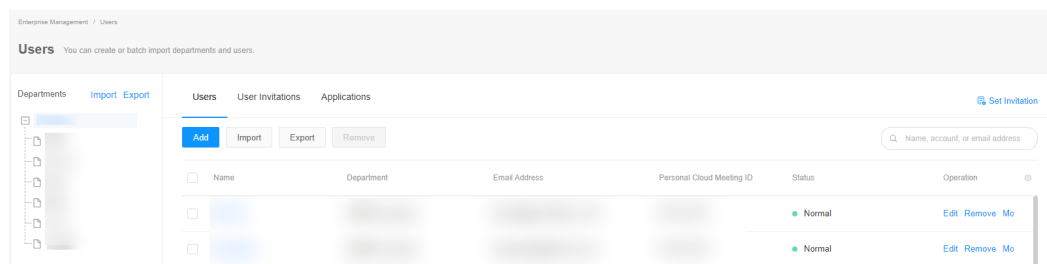 Enterprise Management / Users
Users You can create or batch import departments and users.
Departments Import Export
Users User Invitations Applications
Set Invitation
Add Import Export Remove
Name, account, or email address
Name Department Email Address Personal Cloud Meeting ID Status Operation
Normal Edit Remove Mo
Normal Edit Remove Mo